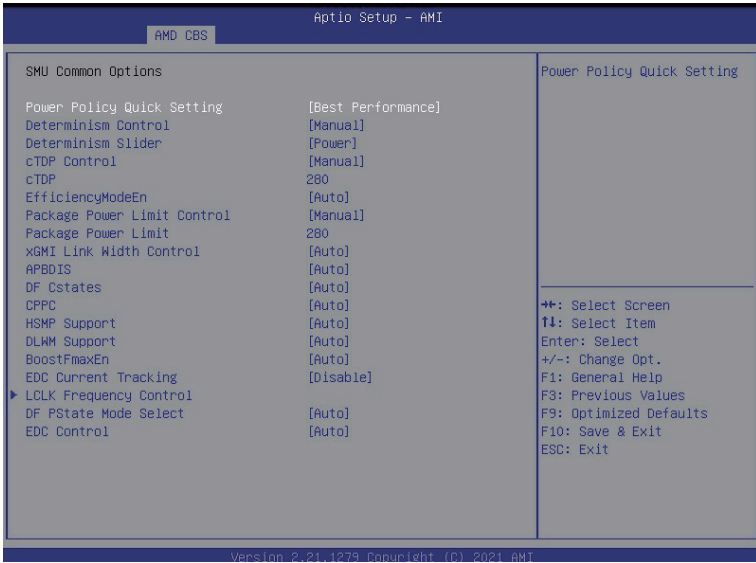 Aptio Setup – AMI
AMD CBS
SMU Common Options
Power Policy Quick Setting [Best Performance]
Determinism Control [Manual]
Determinism Slider [Power]
cTDP Control [Manual]
cTDP 280
EfficiencyModeEn [Auto]
Package Power Limit Control [Manual]
Package Power Limit 280
xGMI Link Width Control [Auto]
APBDIS [Auto]
DF Cstates [Auto]
CPPC [Auto]
HSMP Support [Auto]
DLWM Support [Auto]
BoostFmaxEn [Auto]
EDC Current Tracking [Disable]
LCLK Frequency Control
DF PState Mode Select [Auto]
EDC Control [Auto]
Power Policy Quick Setting
→←: Select Screen
↑↓: Select Item
Enter: Select
+/-: Change Opt.
F1: General Help
F3: Previous Values
F9: Optimized Defaults
F10: Save & Exit
ESC: Exit
Version 2.21.1279 Copyright (C) 2021 AMI